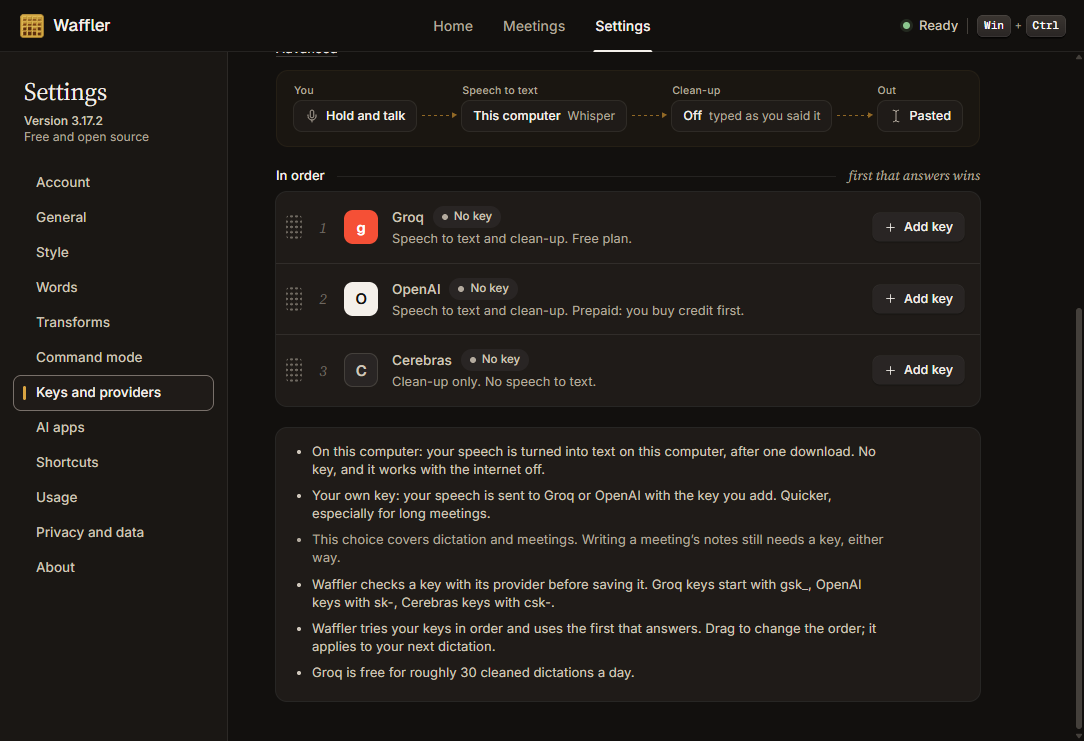 Waffler
Home Meetings Settings
Ready Win + Ctrl
Settings
Version 3.17.2
Free and open source
Account
General
Style
Words
Transforms
Command mode
Keys and providers
AI apps
Shortcuts
Usage
Privacy and data
About
Advanced
You Speech to text Clean-up Out
Hold and talk This computer Whisper Off typed as you said it Pasted
In order first that answers wins
1 g Groq No key
Speech to text and clean-up. Free plan.
+ Add key
2 O OpenAI No key
Speech to text and clean-up. Prepaid: you buy credit first.
+ Add key
3 C Cerebras No key
Clean-up only. No speech to text.
+ Add key
• On this computer: your speech is turned into text on this computer, after one download. No
key, and it works with the internet off.
• Your own key: your speech is sent to Groq or OpenAI with the key you add. Quicker,
especially for long meetings.
• This choice covers dictation and meetings. Writing a meeting’s notes still needs a key, either
way.
• Waffler checks a key with its provider before saving it. Groq keys start with gsk_, OpenAI
keys with sk-, Cerebras keys with csk-.
• Waffler tries your keys in order and uses the first that answers. Drag to change the order; it
applies to your next dictation.
• Groq is free for roughly 30 cleaned dictations a day.